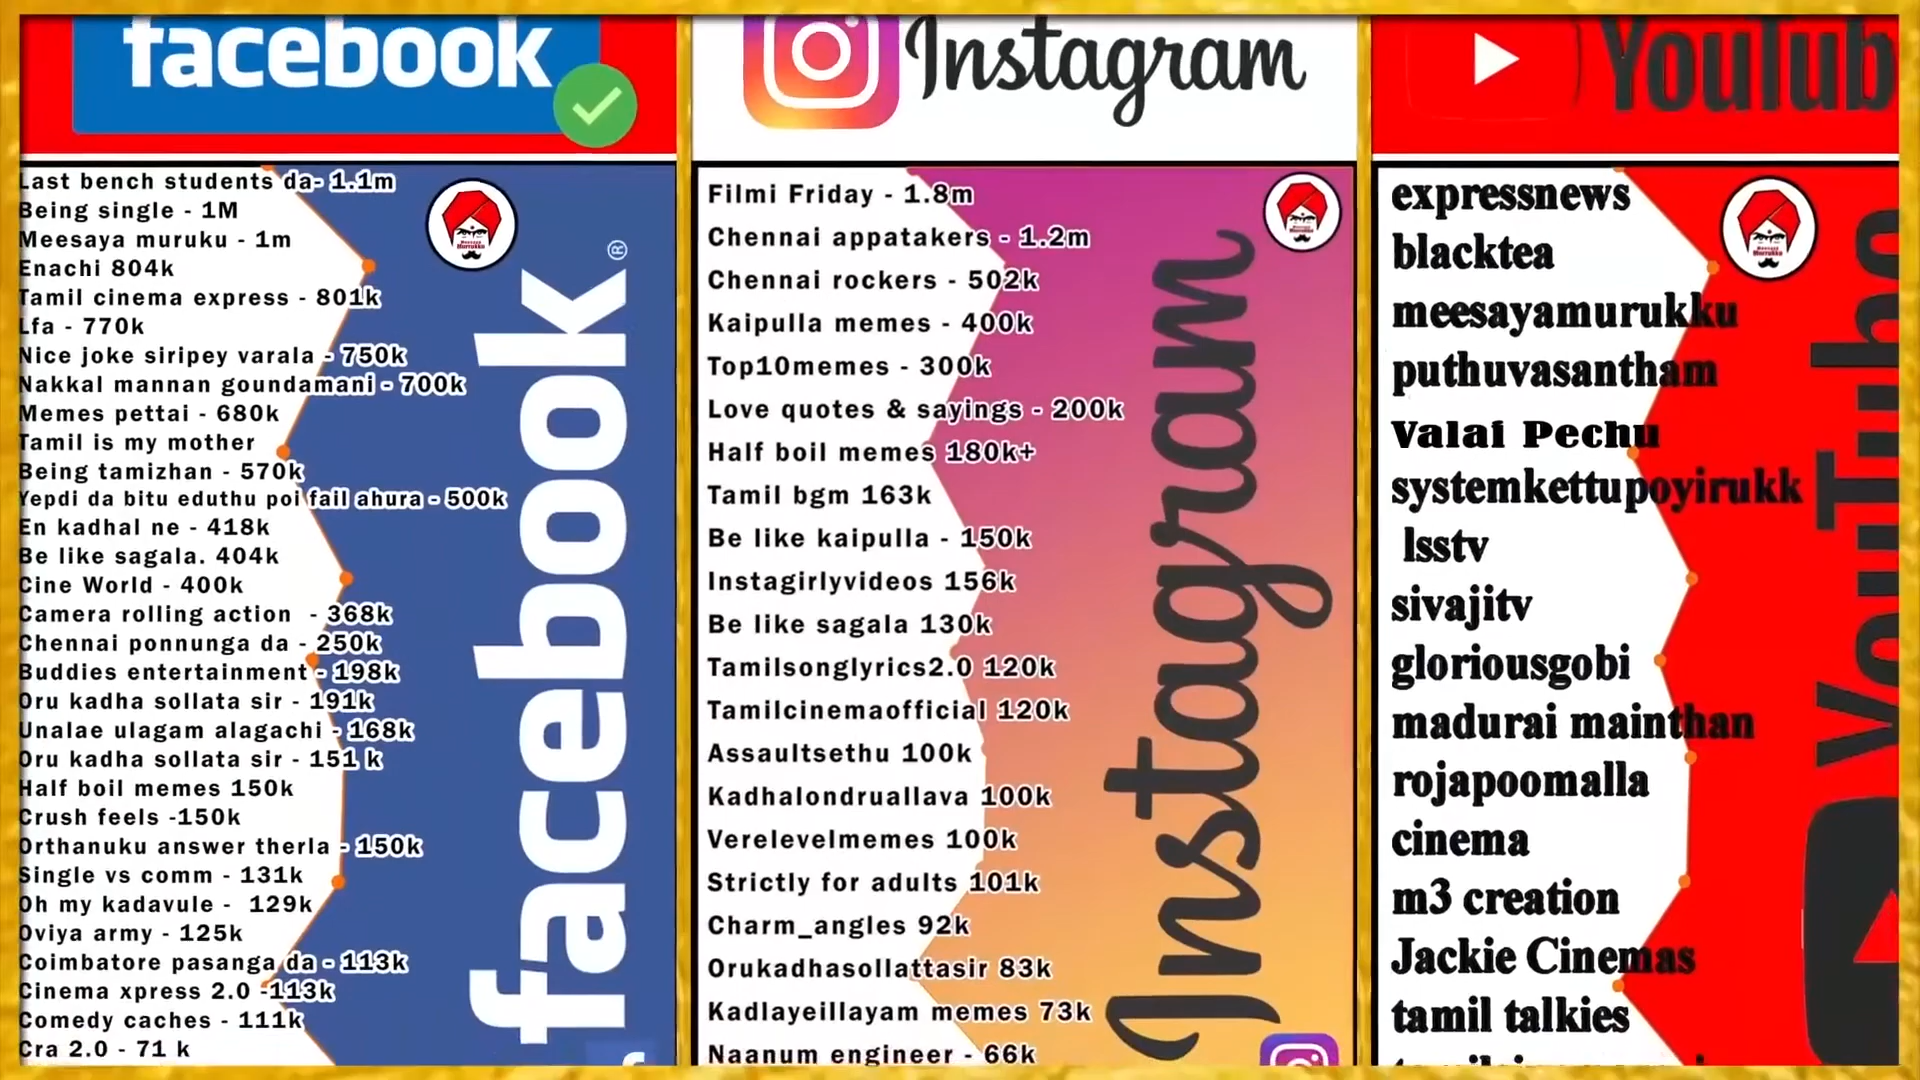 facebook
Last bench students da- 1.1m
Being single - 1M
Meesaya muruku - 1m
Enachi 804k
Tamil cinema express - 801k
Lfa - 770k
Nice joke siripey varala - 750k
Nakkal mannan goundamani - 700k
Memes pettai - 680k
Tamil is my mother
Being tamizhan - 570k
Yepdi da bitu eduthu poi fail ahura - 500k
En kadhal ne - 418k
Be like sagala. 404k
Cine World - 400k
Camera rolling action - 368k
Chennai ponnunga da - 250k
Buddies entertainment - 198k
Oru kadha sollata sir - 191k
Unalae ulagam alagachi - 168k
Oru kadha sollata sir - 151 k
Half boil memes 150k
Crush feels -150k
Orthanuku answer therla - 150k
Single vs comm - 131k
Oh my kadavule - 129k
Oviya army - 125k
Coimbatore pasanga da - 113k
Cinema xpress 2.0 -113k
Comedy caches - 111k
Cra 2.0 - 71 k
facebook®
Instagram
Filmi Friday - 1.8m
Chennai appatakers - 1.2m
Chennai rockers - 502k
Kaipulla memes - 400k
Top10memes - 300k
Love quotes & sayings - 200k
Half boil memes 180k+
Tamil bgm 163k
Be like kaipulla - 150k
Instagirlyvideos 156k
Be like sagala 130k
Tamilsonglyrics2.0 120k
Tamilcinemaofficial 120k
Assaultsethu 100k
Kadhalondruallava 100k
Verelevelmemes 100k
Strictly for adults 101k
Charm_angles 92k
Orukadhasollattasir 83k
Kadlayeillayam memes 73k
Naanum engineer - 66k
Instagram
YouTub
expressnews
blacktea
meesayamurukku
puthuvasantham
Valai Pechu
systemkettupoyirukk
lsstv
sivajitv
gloriousgobi
madurai mainthan
rojapoomalla
cinema
m3 creation
Jackie Cinemas
tamil talkies
YouTube